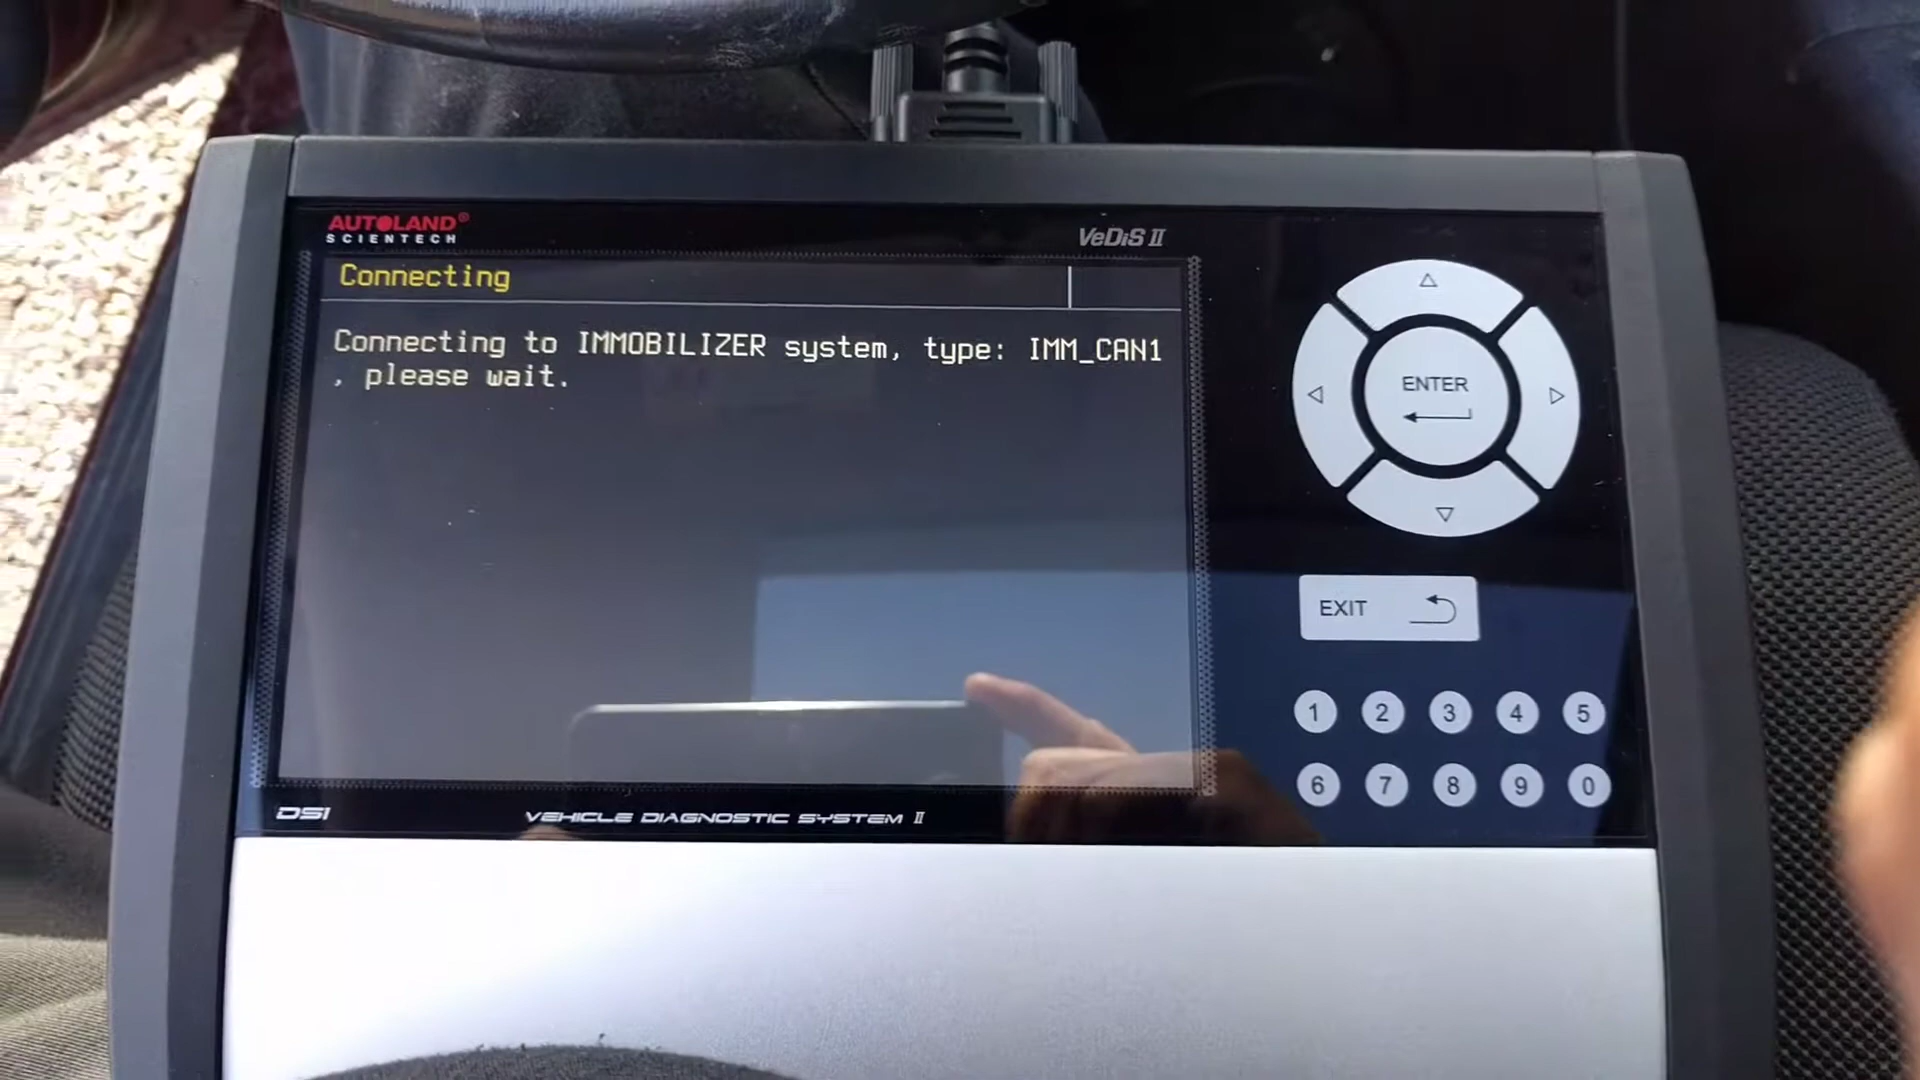 AUTOLAND®
SCIENTECH
VeDiS II
Connecting
Connecting to IMMOBILIZER system, type: IMM_CAN1
, please wait.
ENTER
EXIT
1 2 3 4 5
6 7 8 9 0
DSI
VEHICLE DIAGNOSTIC SYSTEM II